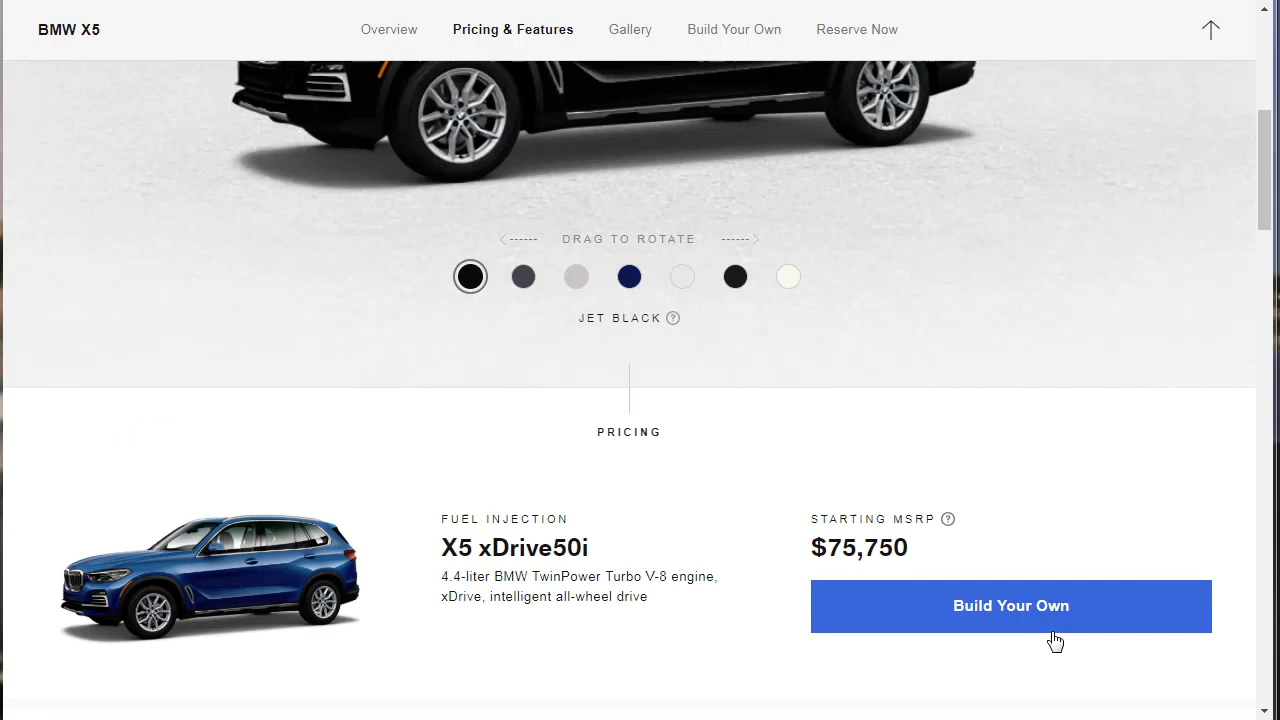 BMW X5
Overview
Pricing & Features
Gallery
Build Your Own
Reserve Now
DRAG TO ROTATE
JET BLACK ?
PRICING
FUEL INJECTION
X5 xDrive50i
4.4-liter BMW TwinPower Turbo V-8 engine,
xDrive, intelligent all-wheel drive
STARTING MSRP ?
$75,750
Build Your Own